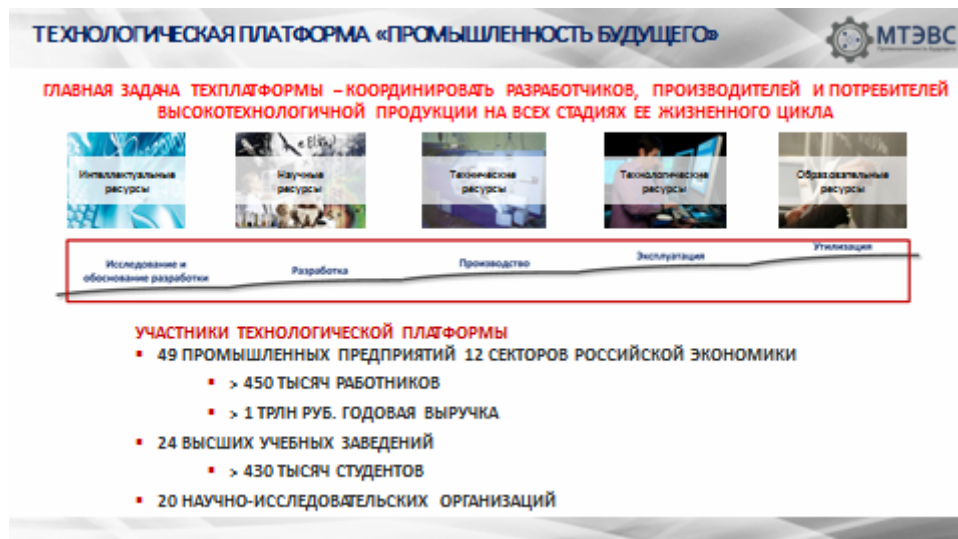 ТЕХНОЛОГИЧЕСКАЯ ПЛАТФОРМА «ПРОМЫШЛЕННОСТЬ БУДУЩЕГО»
МТЭВС
Промышленность будущего
ГЛАВНАЯ ЗАДАЧА ТЕХПЛАТФОРМЫ – КООРДИНИРОВАТЬ РАЗРАБОТЧИКОВ, ПРОИЗВОДИТЕЛЕЙ И ПОТРЕБИТЕЛЕЙ
ВЫСОКОТЕХНОЛОГИЧНОЙ ПРОДУКЦИИ НА ВСЕХ СТАДИЯХ ЕЕ ЖИЗНЕННОГО ЦИКЛА
Интеллектуальные
ресурсы
Научные
ресурсы
Технические
ресурсы
Технологические
ресурсы
Образовательные
ресурсы
Исследование и
обоснование разработки
Разработка
Производство
Эксплуатация
Утилизация
УЧАСТНИКИ ТЕХНОЛОГИЧЕСКОЙ ПЛАТФОРМЫ
▪ 49 ПРОМЫШЛЕННЫХ ПРЕДПРИЯТИЙ 12 СЕКТОРОВ РОССИЙСКОЙ ЭКОНОМИКИ
▪ > 450 ТЫСЯЧ РАБОТНИКОВ
▪ > 1 ТРЛН РУБ. ГОДОВАЯ ВЫРУЧКА
▪ 24 ВЫСШИХ УЧЕБНЫХ ЗАВЕДЕНИЙ
▪ > 430 ТЫСЯЧ СТУДЕНТОВ
▪ 20 НАУЧНО-ИССЛЕДОВАТЕЛЬСКИХ ОРГАНИЗАЦИЙ